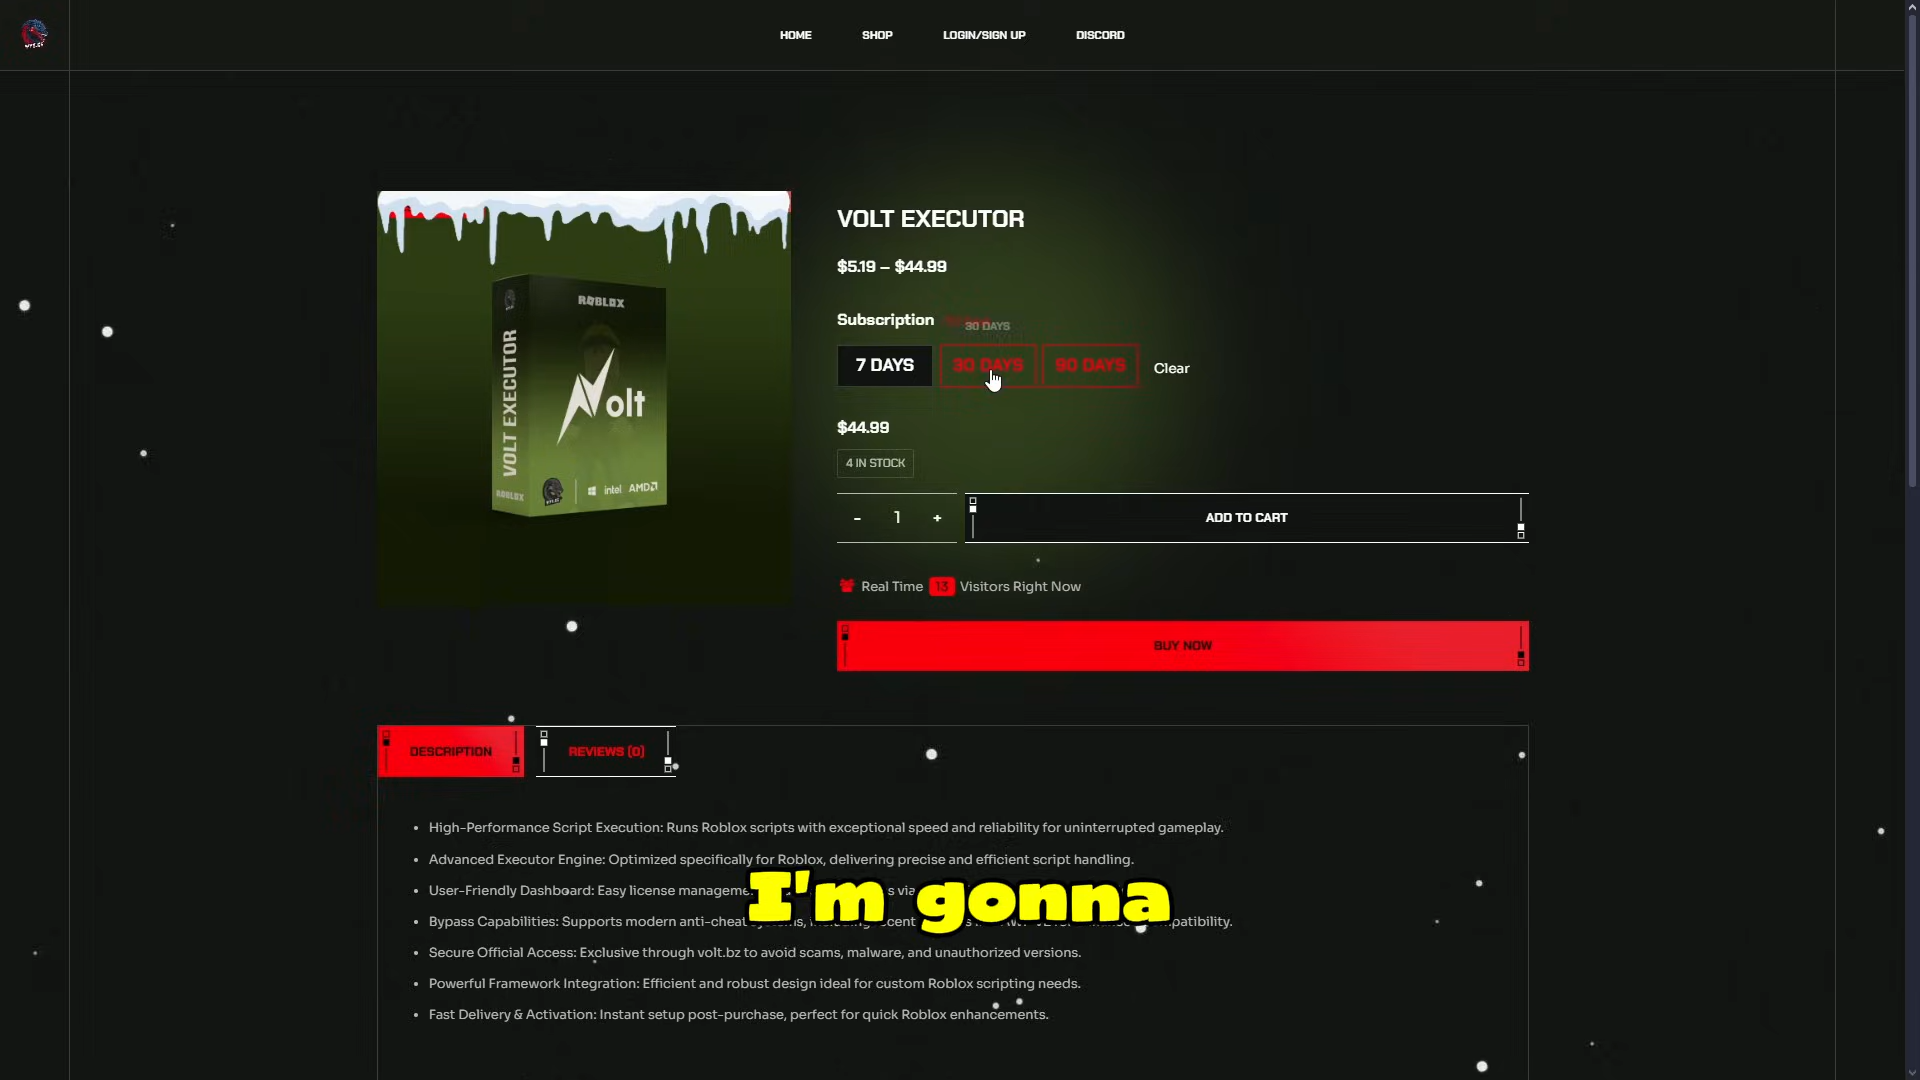 HOME SHOP LOGIN/SIGN UP DISCORD
VOLT EXECUTOR
$5.19 – $44.99
Subscription
30 DAYS
7 DAYS 30 DAYS 90 DAYS Clear
$44.99
4 IN STOCK
- 1 + ADD TO CART
Real Time 13 Visitors Right Now
BUY NOW
ROBLOX
VOLT EXECUTOR
Volt
ROBLOX
intel AMD
DESCRIPTION REVIEWS (0)
• High-Performance Script Execution: Runs Roblox scripts with exceptional speed and reliability for uninterrupted gameplay.
• Advanced Executor Engine: Optimized specifically for Roblox, delivering precise and efficient script handling.
• User-Friendly Dashboard: Easy license
• Bypass Capabilities: Supports modern
I'm gonna
• Secure Official Access: Exclusive through volt.bz to avoid scams, malware, and unauthorized versions.
• Powerful Framework Integration: Efficient and robust design ideal for custom Roblox scripting needs.
• Fast Delivery & Activation: Instant setup post-purchase, perfect for quick Roblox enhancements.